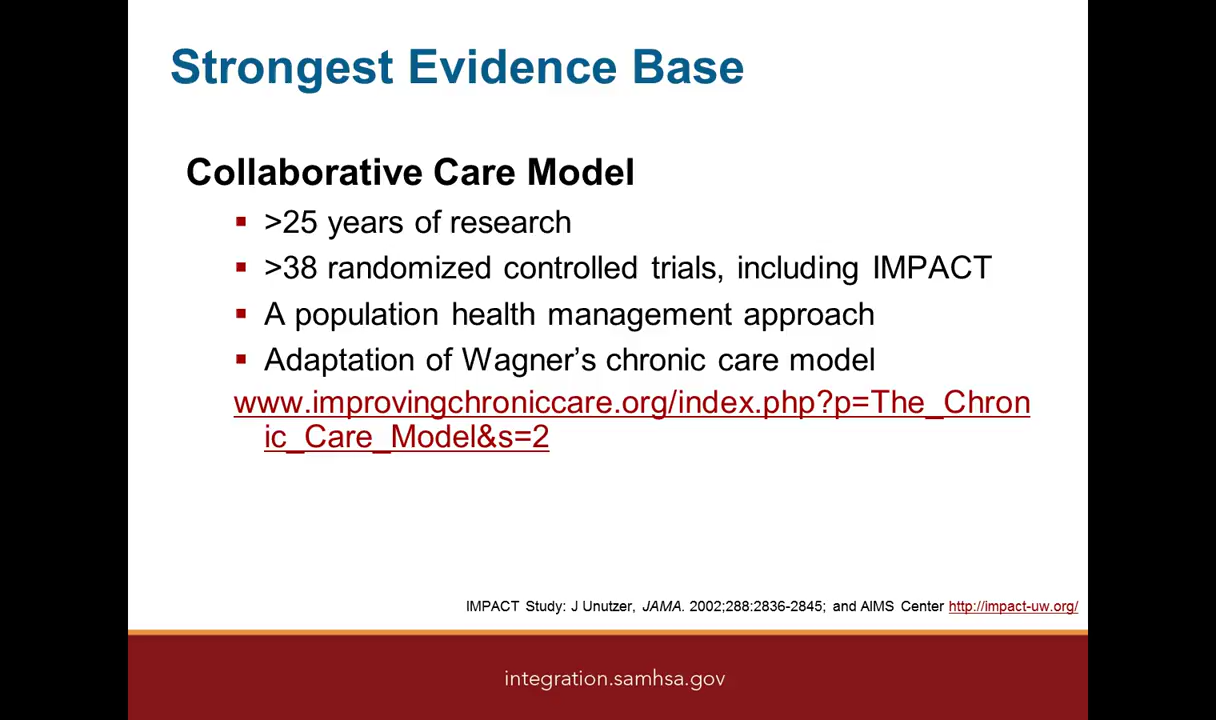 Strongest Evidence Base
Collaborative Care Model
▪ >25 years of research
▪ >38 randomized controlled trials, including IMPACT
▪ A population health management approach
▪ Adaptation of Wagner’s chronic care model
www.improvingchroniccare.org/index.php?p=The_Chron
ic_Care_Model&s=2
IMPACT Study: J Unutzer, JAMA. 2002;288:2836-2845; and AIMS Center http://impact-uw.org/
integration.samhsa.gov